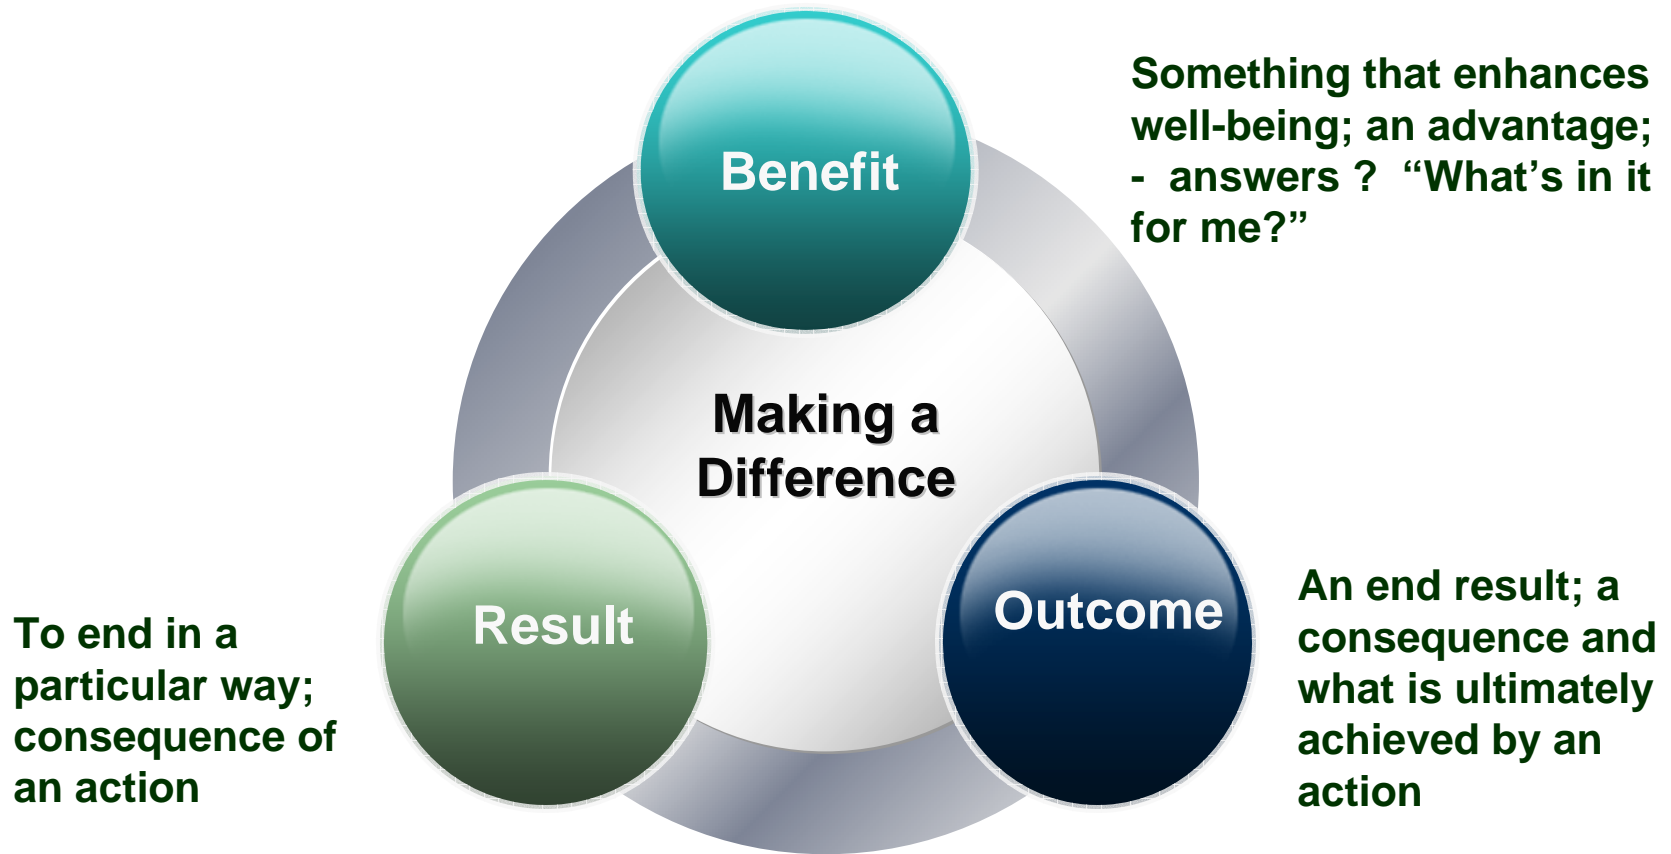 Benefit
Something that enhances
well-being; an advantage;
-  answers ?  “What’s in it
for me?”
Making a
Difference
Result
To end in a
particular way;
consequence of
an action
Outcome
An end result; a
consequence and
what is ultimately
achieved by an
action